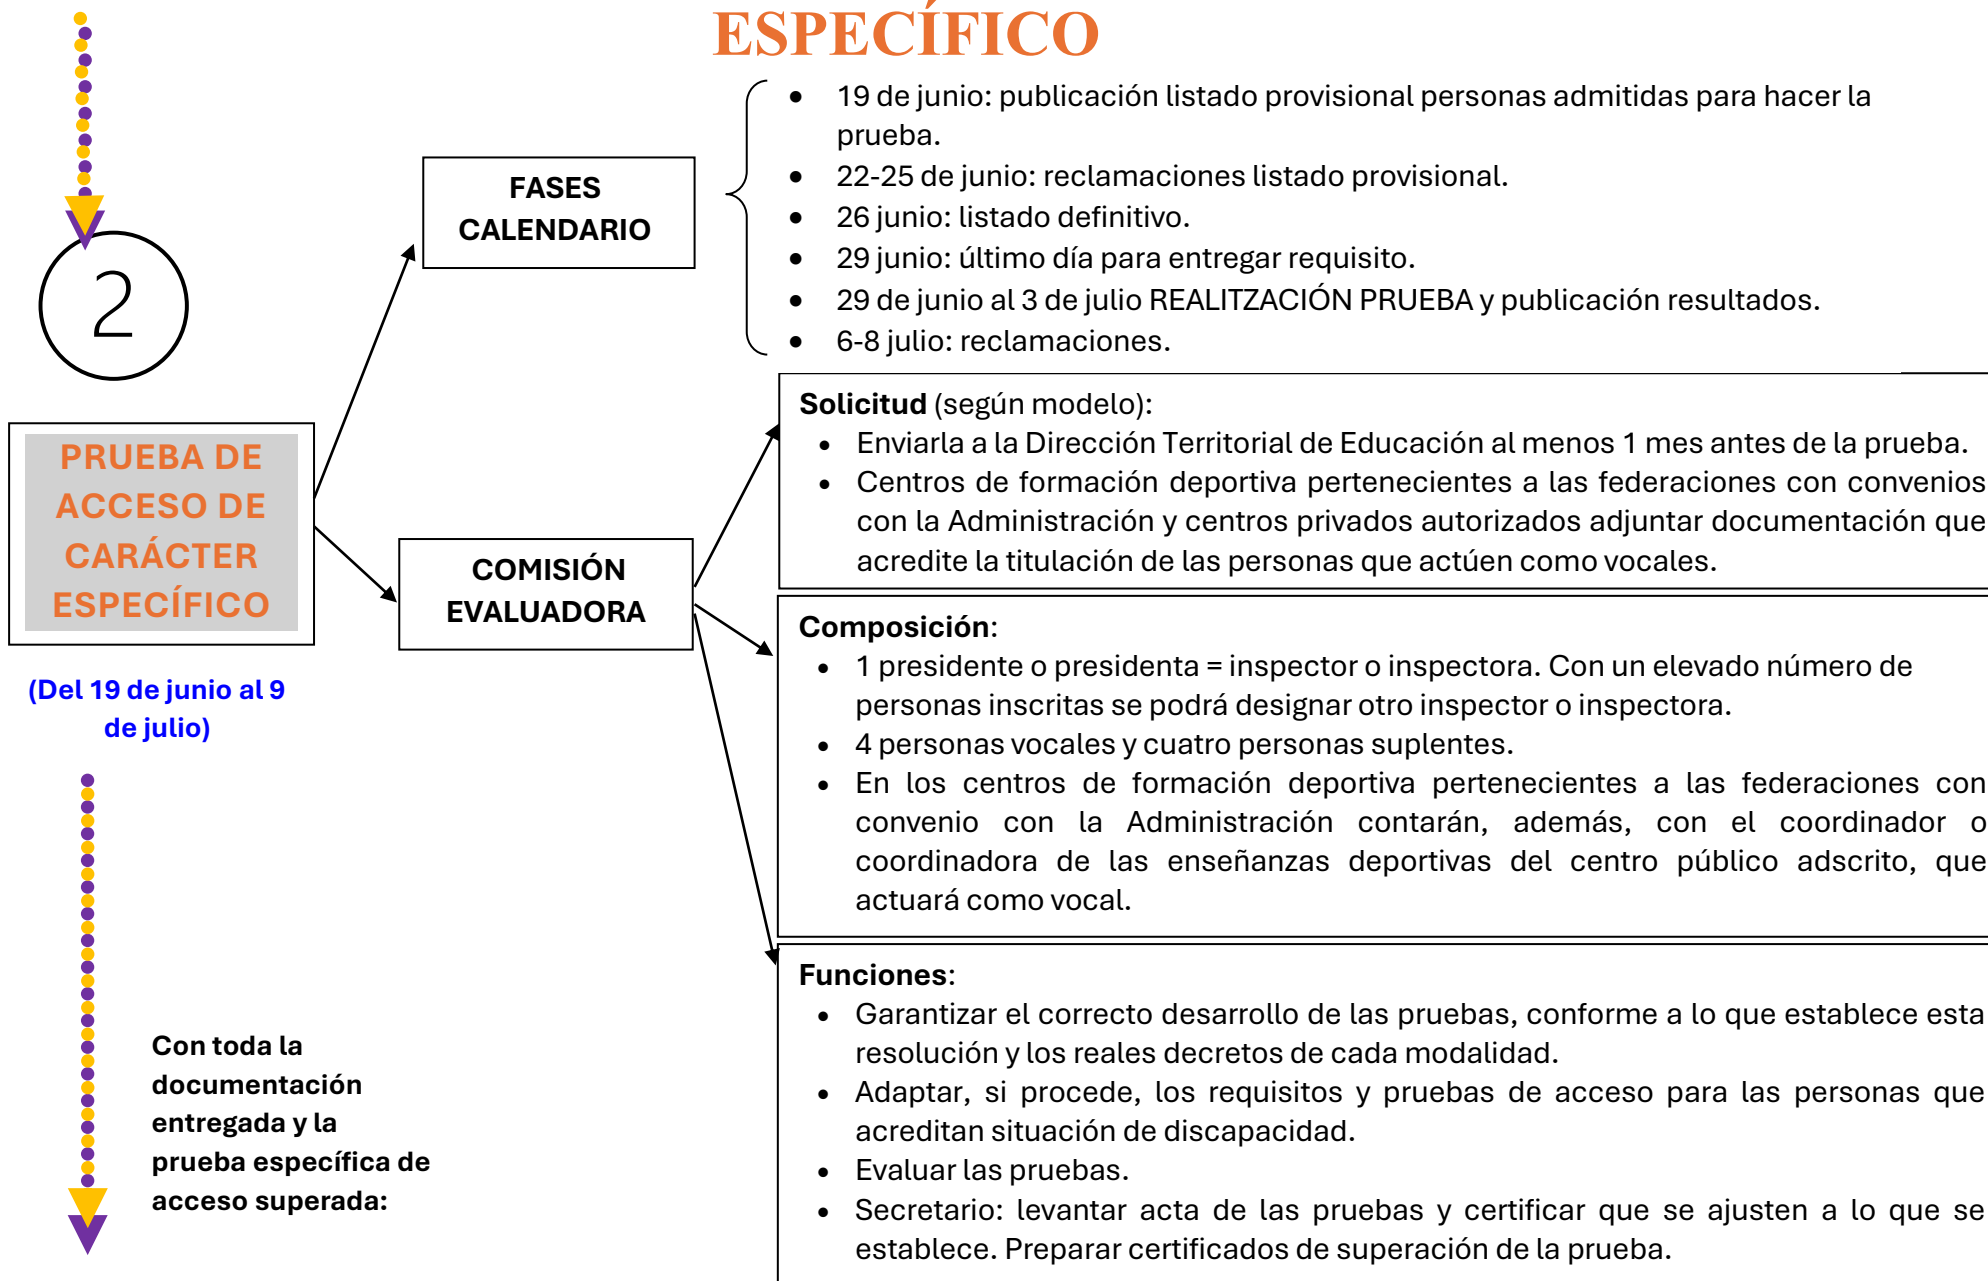 ESPECÍFICO
• 19 de junio: publicación listado provisional personas admitidas para hacer la
prueba.
• 22-25 de junio: reclamaciones listado provisional.
• 26 junio: listado definitivo.
• 29 junio: último día para entregar requisito.
• 29 de junio al 3 de julio REALITZACIÓN PRUEBA y publicación resultados.
• 6-8 julio: reclamaciones.
FASES
CALENDARIO
2
PRUEBA DE
ACCESO DE
CARÁCTER
ESPECÍFICO
(Del 19 de junio al 9
de julio)
COMISIÓN
EVALUADORA
Solicitud (según modelo):
• Enviarla a la Dirección Territorial de Educación al menos 1 mes antes de la prueba.
• Centros de formación deportiva pertenecientes a las federaciones con convenios
con la Administración y centros privados autorizados adjuntar documentación que
acredite la titulación de las personas que actúen como vocales.
Composición:
• 1 presidente o presidenta = inspector o inspectora. Con un elevado número de
personas inscritas se podrá designar otro inspector o inspectora.
• 4 personas vocales y cuatro personas suplentes.
• En los centros de formación deportiva pertenecientes a las federaciones con
convenio con la Administración contarán, además, con el coordinador o
coordinadora de las enseñanzas deportivas del centro público adscrito, que
actuará como vocal.
Funciones:
• Garantizar el correcto desarrollo de las pruebas, conforme a lo que establece esta
resolución y los reales decretos de cada modalidad.
• Adaptar, si procede, los requisitos y pruebas de acceso para las personas que
acreditan situación de discapacidad.
• Evaluar las pruebas.
• Secretario: levantar acta de las pruebas y certificar que se ajusten a lo que se
establece. Preparar certificados de superación de la prueba.
Con toda la
documentación
entregada y la
prueba específica de
acceso superada: